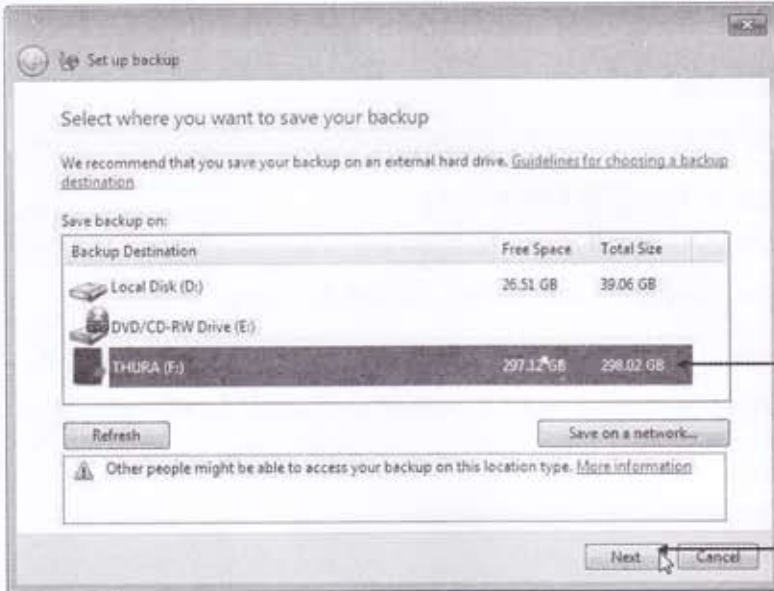 Set up backup
Select where you want to save your backup
We recommend that you save your backup on an external hard drive. Guidelines for choosing a backup
destination
Save backup on:
Backup Destination Free Space Total Size
Local Disk (D:) 26.51 GB 39.06 GB
DVD/CD-RW Drive (E:)
THURA (F:) 297.12 GB 298.02 GB
Refresh Save on a network...
Other people might be able to access your backup on this location type. More information
Next Cancel